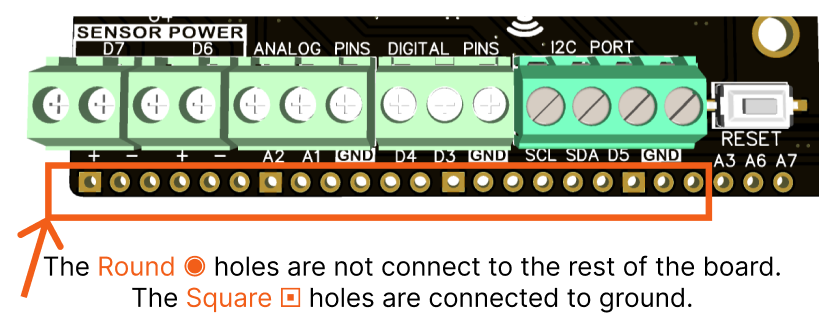 SENSOR POWER
D7 D6 ANALOG PINS DIGITAL PINS I2C PORT
RESET
+ − + − A2 A1 GND D4 D3 GND SCL SDA D5 GND A3 A6 A7
The Round holes are not connect to the rest of the board.
The Square holes are connected to ground.